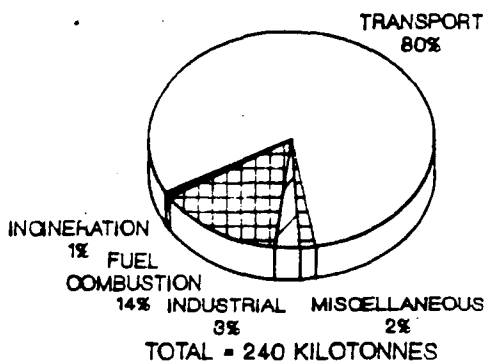 TRANSPORT
80%
INCINERATION
1%
FUEL
COMBUSTION
14%
INDUSTRIAL
3%
MISCELLANEOUS
2%
TOTAL = 240 KILOTONNES